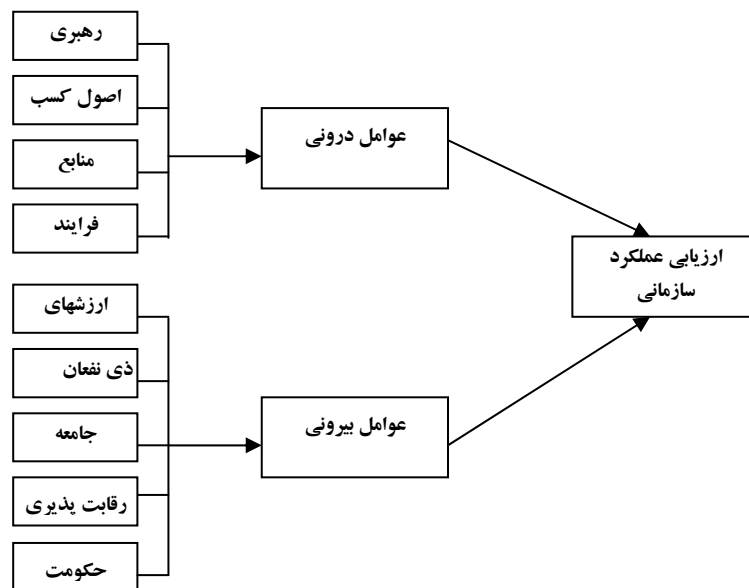 رهبری
اصول کسب
منابع
فرایند
عوامل درونی
ارزیابی عملکرد
سازمانی
ارزشهای
ذی نفعان
جامعه
رقابت پذیری
حکومت
عوامل بیرونی